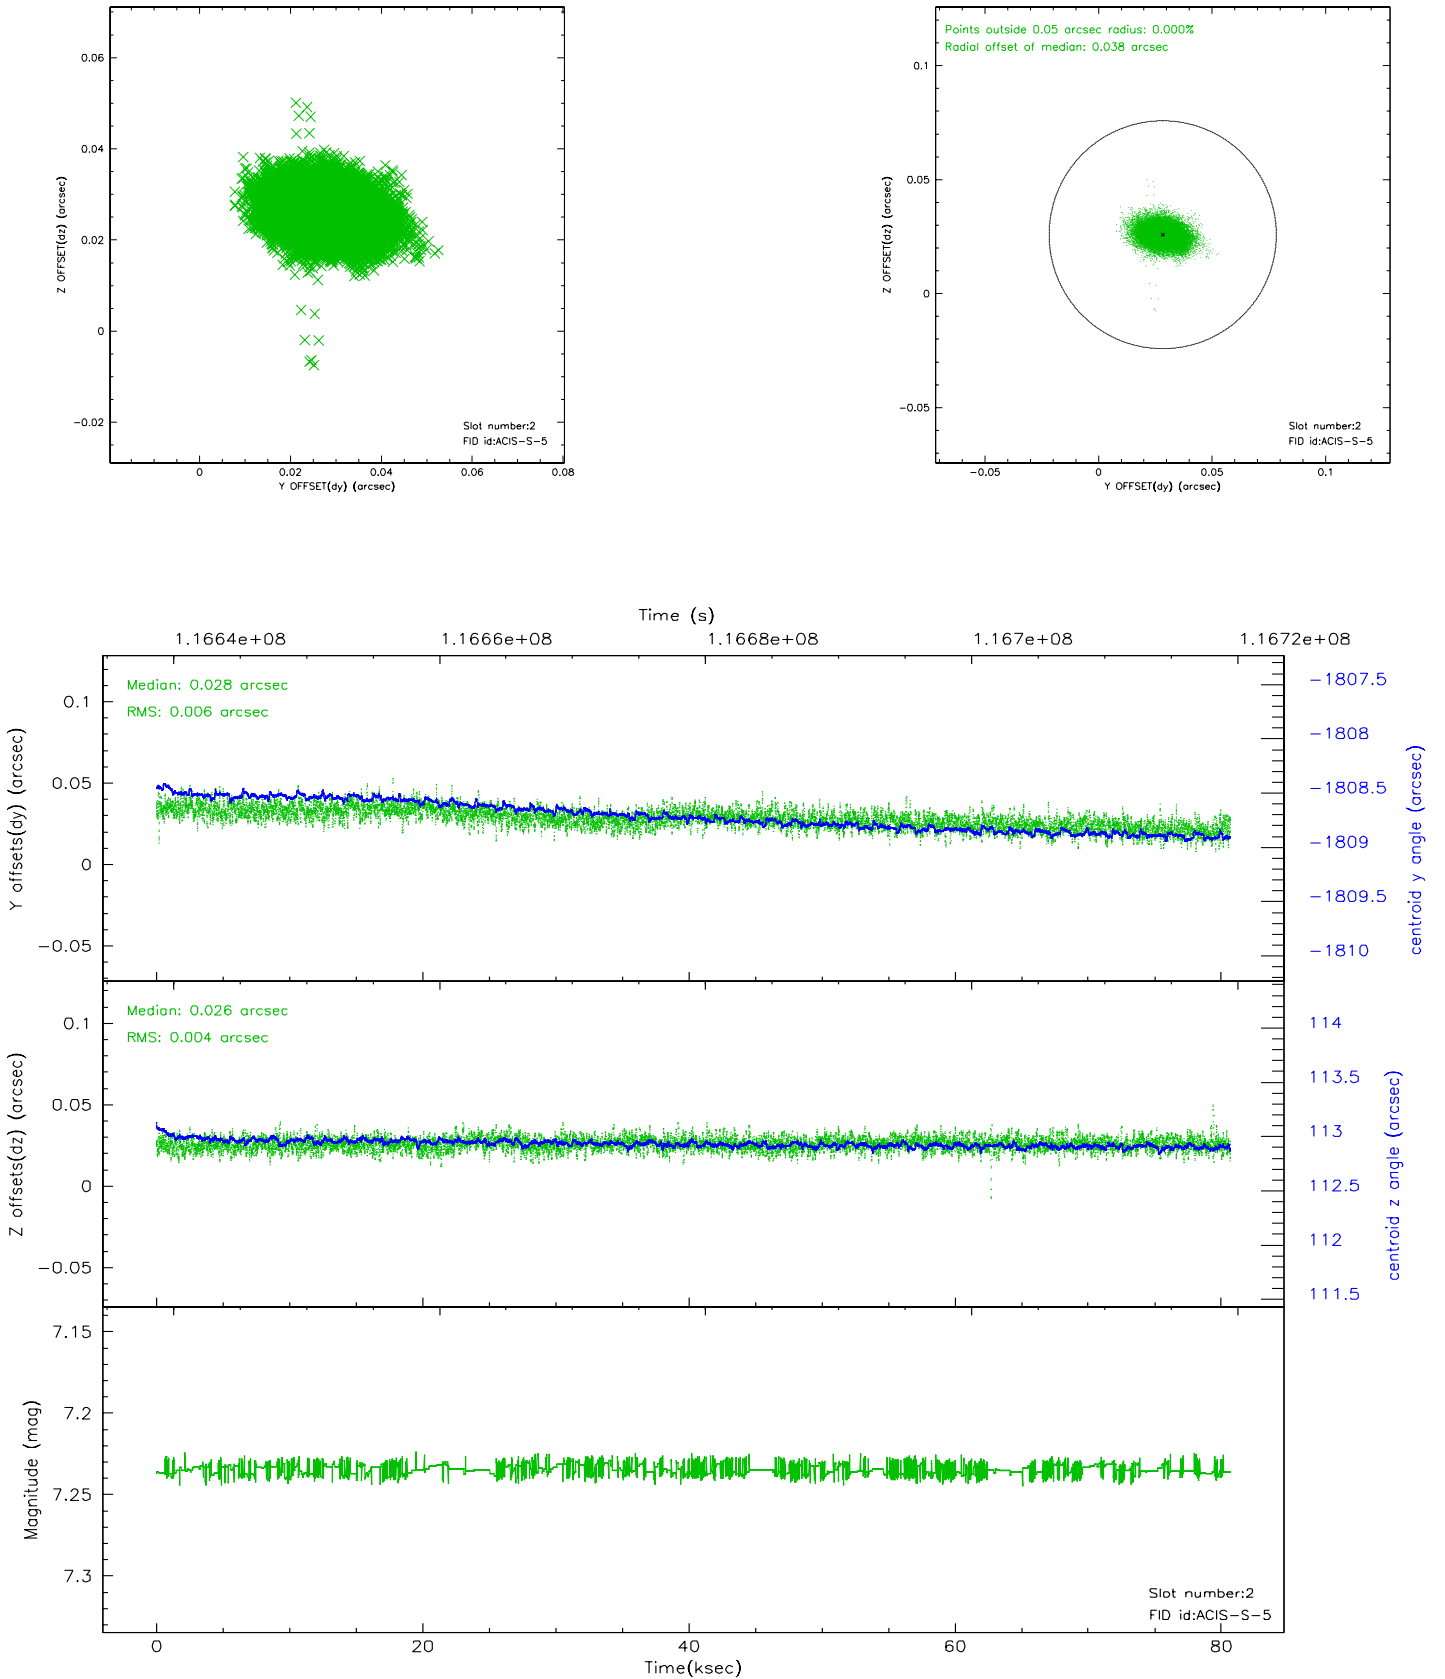 0.06
0.04
0.02
0
−0.02
Z OFFSET(dz) (arcsec)
Slot number:2
FID id:ACIS−S−5
0 0.02 0.04 0.06 0.08
Y OFFSET(dy) (arcsec)
Points outside 0.05 arcsec radius: 0.000%
Radial offset of median: 0.038 arcsec
0.1
0.05
0
−0.05
Z OFFSET(dz) (arcsec)
Slot number:2
FID id:ACIS−S−5
−0.05 0 0.05 0.1
Y OFFSET(dy) (arcsec)
Time (s)
1.1664e+08 1.1666e+08 1.1668e+08 1.167e+08 1.1672e+08
Median: 0.028 arcsec
RMS: 0.006 arcsec
0.1
0.05
0
−0.05
Y offsets(dy) (arcsec)
−1807.5
−1808
−1808.5
−1809
−1809.5
−1810
centroid y angle (arcsec)
Median: 0.026 arcsec
RMS: 0.004 arcsec
0.1
0.05
0
−0.05
Z offsets(dz) (arcsec)
114
113.5
113
112.5
112
111.5
centroid z angle (arcsec)
7.15
7.2
7.25
7.3
Magnitude (mag)
Slot number:2
FID id:ACIS−S−5
0 20 40 60 80
Time(ksec)